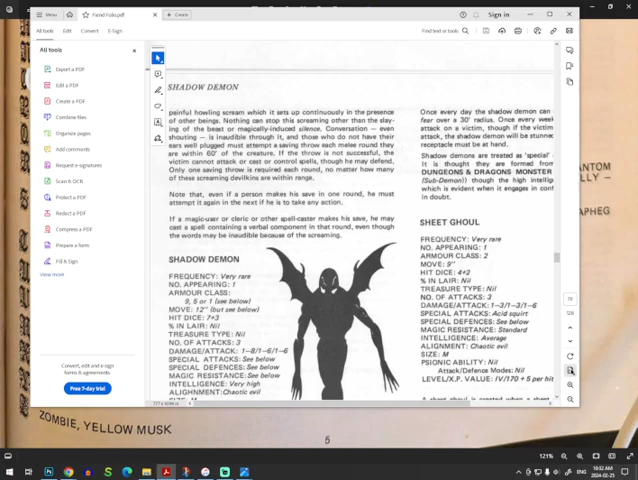 Menu
Fiend Folio.pdf
+ Create
Sign in
All tools
Edit
Convert
E-Sign
Find text or tools
All tools
Export a PDF
Edit a PDF
Create a PDF
Combine files
Organize pages
Add comments
Request e-signatures
Scan & OCR
Protect a PDF
Redact a PDF
Compress a PDF
Prepare a form
Fill & Sign
View more
Convert, edit and e-sign
forms & agreements
Free 7-day trial
SHADOW DEMON
painful howling scream which it sets up continuously in the presence
of other beings. Nothing can stop this screaming other than the slay-
ing of the beast or magically-induced silence. Conversation — even
shouting — is inaudible through it, and those who do not have their
ears well plugged must attempt a saving throw each melee round they
are within 60' of the creature. If the throw is not successful, the
victim cannot attack or cast or control spells, though he may defend.
Only one saving throw is required each round, no matter how many
of these screaming devilkins are within range.
Note that, even if a person makes his save in one round, he must
attempt it again in the next if he is to take any action.
If a magic-user or cleric or other spell-caster makes his save, he may
cast a spell containing a verbal component in that round, even though
the words may be inaudible because of the screaming.
SHADOW DEMON
FREQUENCY: Very rare
NO. APPEARING: 1
ARMOUR CLASS:
9, 5 or 1 (see below)
MOVE: 12" (but see below)
HIT DICE: 7+3
% IN LAIR: Nil
TREASURE TYPE: Nil
NO. OF ATTACKS: 3
DAMAGE/ATTACK: 1—8/1—6/1—6
SPECIAL ATTACKS: See below
SPECIAL DEFENCES: See below
MAGIC RESISTANCE: See below
INTELLIGENCE: Very high
ALIGNMENT: Chaotic evil
Once every day the shadow demon can
fear over a 30' radius. Once every week
attack on a victim, though if the victim
attack, the shadow demon will be stunned
receptacle must be at hand.
Shadow demons are treated as 'special'
It is thought they are formed from
DUNGEONS & DRAGONS MONSTER
(Sub-Demon)) though the high intellig
which is evident when it engages in conf
in doubt.
SHEET GHOUL
FREQUENCY: Very rare
NO. APPEARING: 1
ARMOUR CLASS: 2
MOVE: 9"
HIT DICE: 4+2
% IN LAIR: Nil
TREASURE TYPE: Nil
NO. OF ATTACKS: 3
DAMAGE/ATTACK: 1—3/1—3/1—6
SPECIAL ATTACKS: Acid squirt
SPECIAL DEFENCES: See below
MAGIC RESISTANCE: Standard
INTELLIGENCE: Average
ALIGNMENT: Chaotic evil
SIZE: M
PSIONIC ABILITY: Nil
Attack/Defence Modes: Nil
LEVEL/X.P. VALUE: IV/170 + 5 per hit
ANTOM
LLY —
APHEG
ZOMBIE, YELLOW MUSK
5
121%
10:32 AM